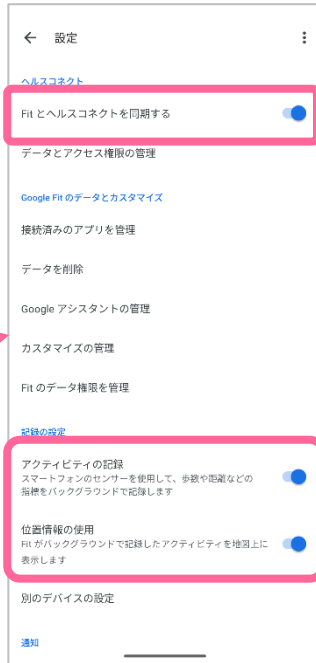 設定
ヘルスコネクト
Fit とヘルスコネクトを同期する
データとアクセス権限の管理
Google Fit のデータとカスタマイズ
接続済みのアプリを管理
データを削除
Google アシスタントの管理
カスタマイズの管理
Fit のデータ権限を管理
記録の設定
アクティビティの記録
スマートフォンのセンサーを使用して、歩数や距離などの
指標をバックグラウンドで記録します
位置情報の使用
Fit がバックグラウンドで記録したアクティビティを地図上に
表示します
別のデバイスの設定
通知